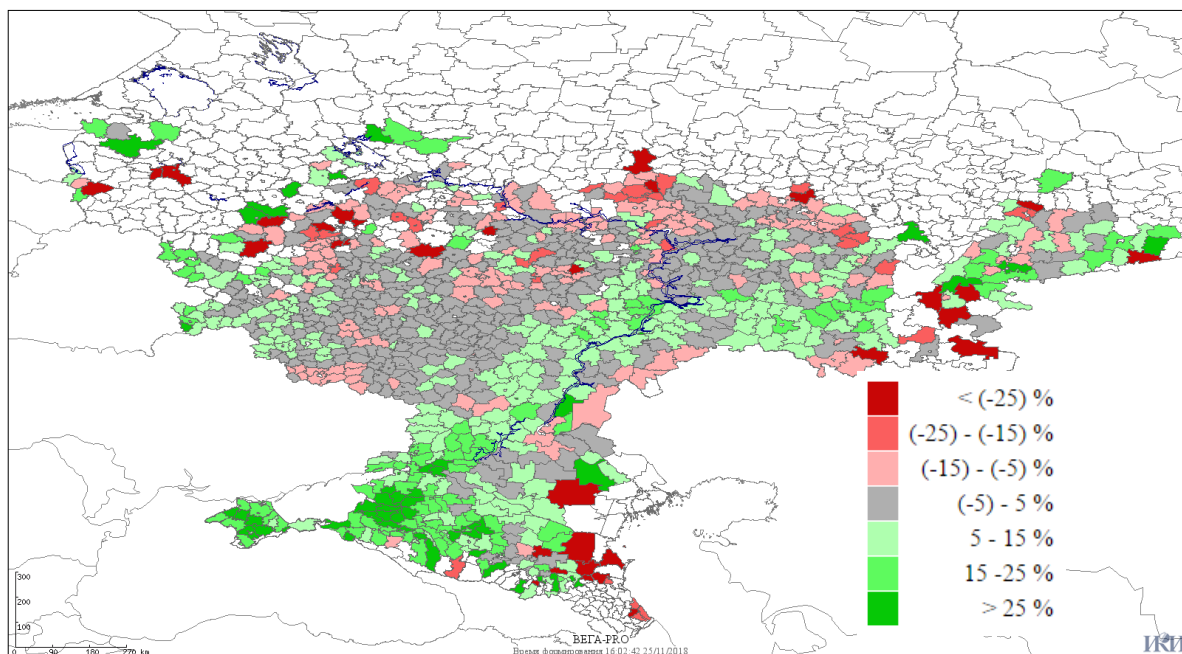 < (-25) %
(-25) - (-15) %
(-15) - (-5) %
(-5) - 5 %
5 - 15 %
15 -25 %
> 25 %
300
200
100
0 90 180 270 km
ВЕГА-PRO
Время формирования 16:02:42 25/11/2018
ИКИ